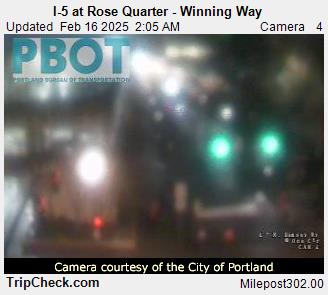 I-5 at Rose Quarter - Winning Way
Updated Feb 16 2025 2:05 AM Camera 4
PBOT
PORTLAND BUREAU OF TRANSPORTATION
Camera courtesy of the City of Portland
TripCheck.com Milepost302.00